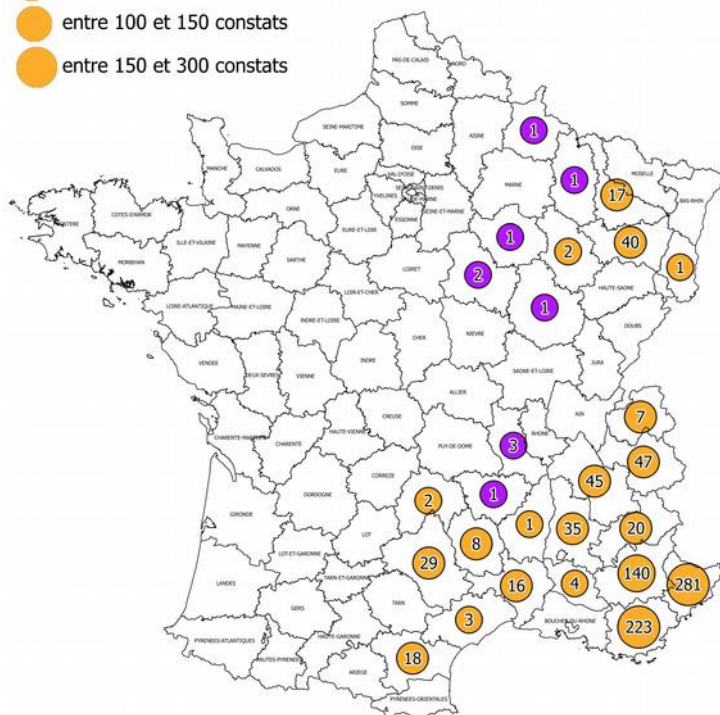 entre 100 et 150 constats
entre 150 et 300 constats
PAS-DE-CALAIS
NORD
SOMME
SEINE-MARITIME
AISNE
1
OISE
MANCHE
CALVADOS
EURE
VAL-D'OISE
MARNE
1
MOSELLE
YVELINES
17
BAS-RHIN
ORNE
ESSONNE
SEINE-ET-MARNE
COTES-D'ARMOR
EURE-ET-LOIR
1
2
40
ILLE-ET-VILAINE
MAYENNE
MORBIHAN
SARTHE
LOIRET
2
1
HAUTE-SAONE
LOIR-ET-CHER
LOIRE-ATLANTIQUE
MAINE-ET-LOIRE
1
INDRE-ET-LOIRE
DOUBS
CHER
NIEVRE
VENDEE
INDRE
JURA
DEUX-SEVRES
VIENNE
SAONE-ET-LOIRE
ALLIER
CREUSE
AIN
7
CHARENTE
HAUTE-VIENNE
RHONE
PUY-DE-DOME
3
47
CORREZE
45
DORDOGNE
2
1
GIRONDE
1
35
20
LOT
8
LOT-ET-GARONNE
29
140
LANDES
TARN-ET-GARONNE
16
4
281
GERS
TARN
3
BOUCHES-DU-RHONE
223
PYRENEES-ATLANTIQUES
HAUTE-GARONNE
HAUTES-PYRENEES
18
ARIEGE
PYRENEES-ORIENTALES